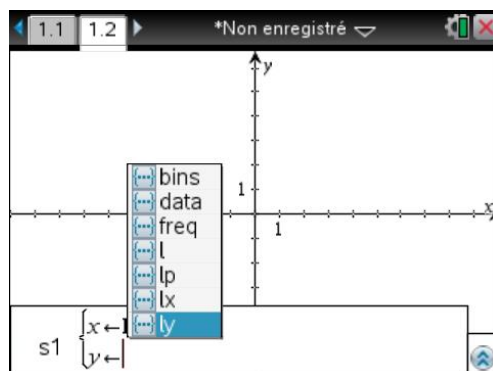 1.1 1.2 *Non enregistré
y
bins
data
freq
l
lp
lx
ly
1
x
1
s1
x←
y←